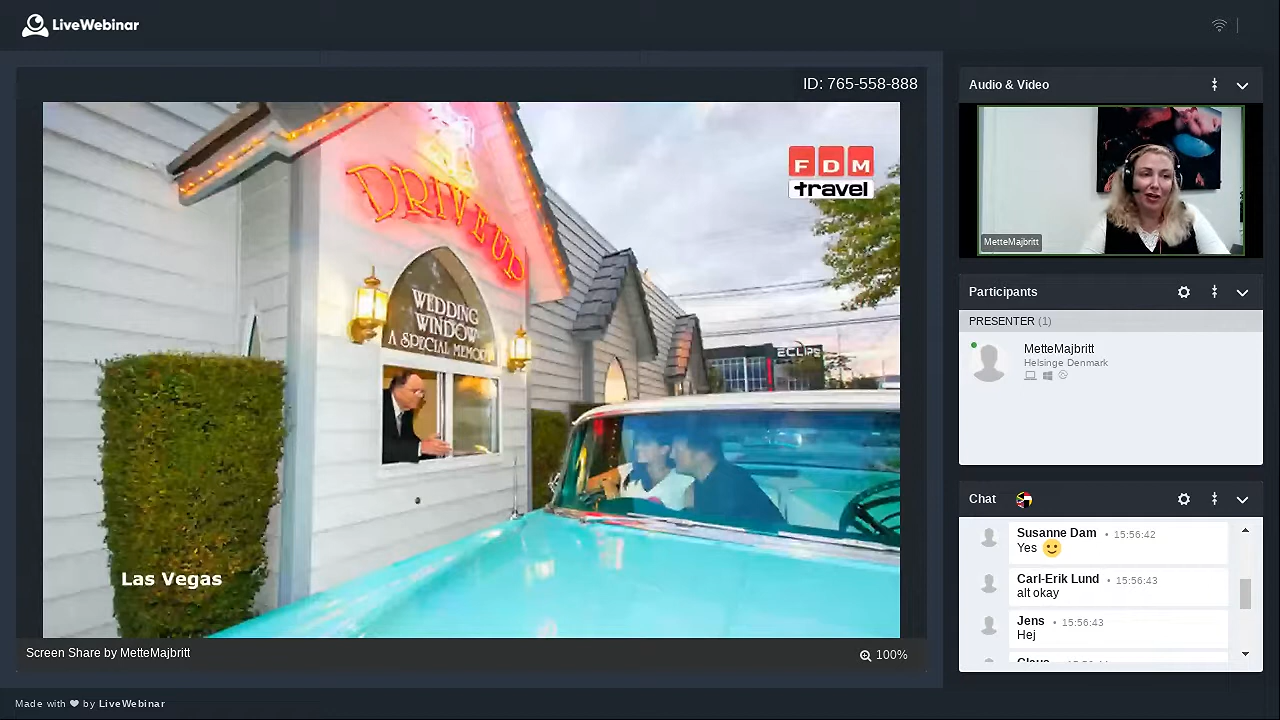 LiveWebinar
ID: 765-558-888
DRIVE UP
WEDDING
WINDOW
A SPECIAL MEMORY
FDM
travel
ECLIPS
Las Vegas
Screen Share by MetteMajbritt
100%
Audio & Video
MetteMajbritt
Participants
PRESENTER (1)
MetteMajbritt
Helsinge Denmark
Chat
Susanne Dam • 15:56:42
Yes 🙂
Carl-Erik Lund • 15:56:43
alt okay
Jens • 15:56:43
Hej
Made with ❤ by LiveWebinar